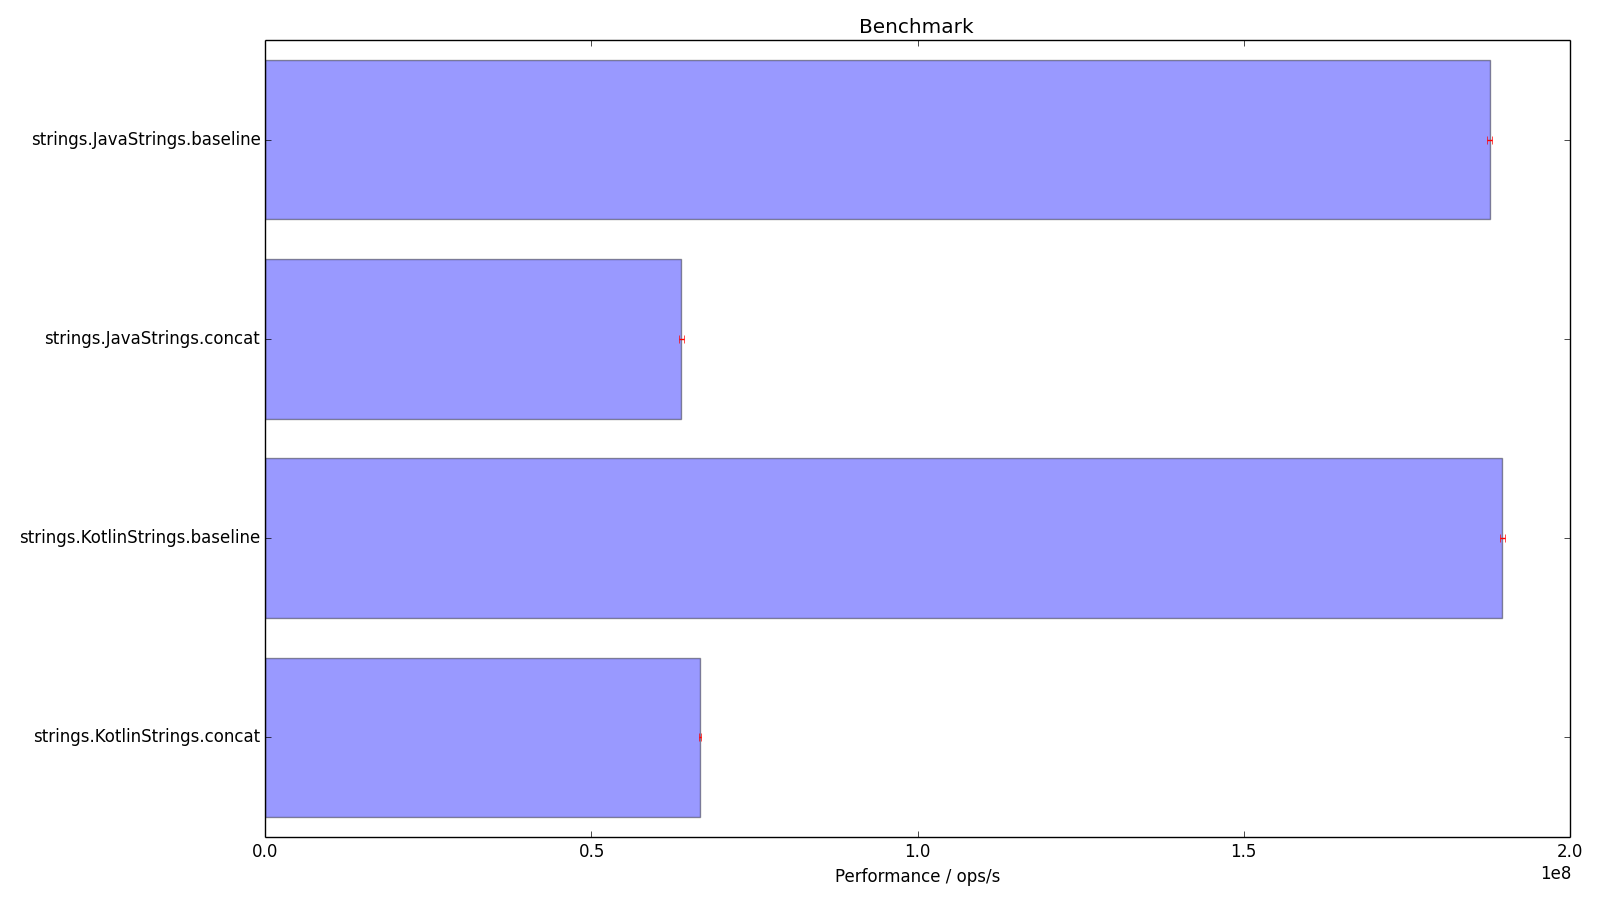 Benchmark
strings.JavaStrings.baseline
strings.JavaStrings.concat
strings.KotlinStrings.baseline
strings.KotlinStrings.concat
0.0 0.5 1.0 1.5 2.0
1e8
Performance / ops/s